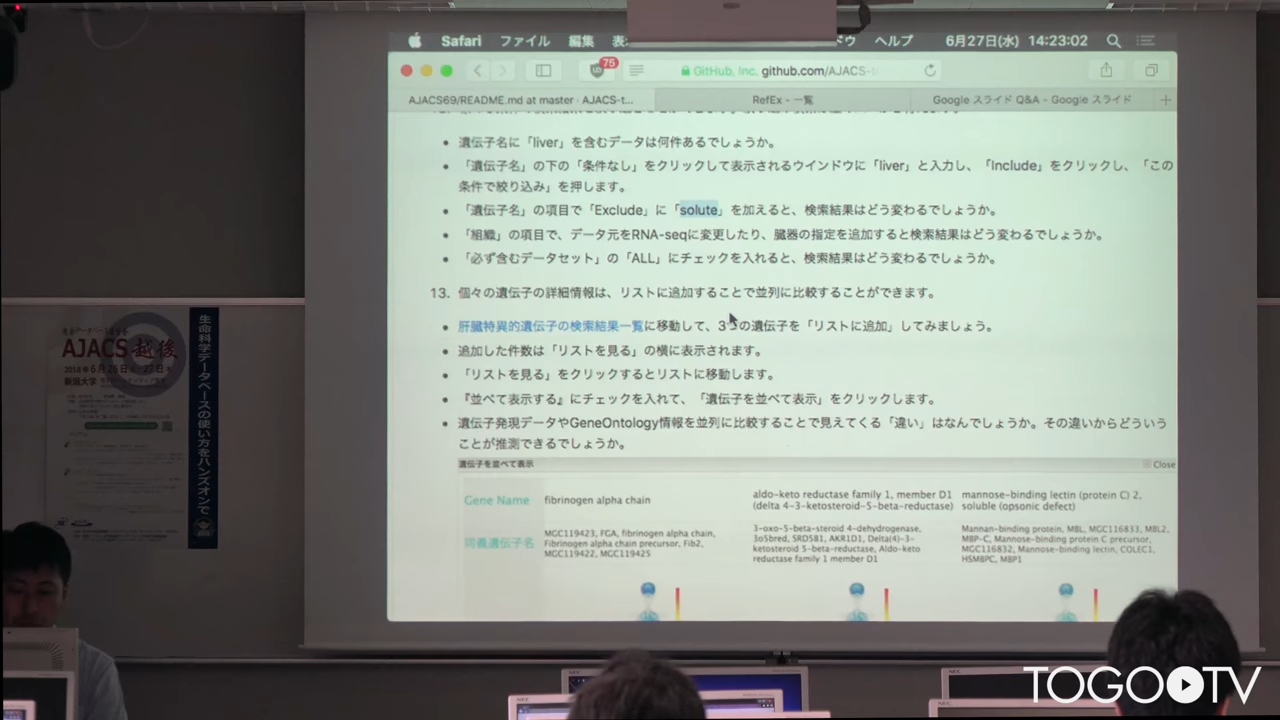 Safari ファイル 編集 ドウ ヘルプ 6月27日(水) 14:23:02
75
GitHub, Inc. github.com/AJACS-t
AJACS69/README.md at master · AJACS-t...
RefEx - 一覧
Google スライド Q&A - Google スライド
• 遺伝子名に「liver」を含むデータは何件あるでしょうか。
• 「遺伝子名」の下の「条件なし」をクリックして表示されるウインドウに「liver」と入力し、「Include」をクリックし、「この
条件で絞り込み」を押します。
• 「遺伝子名」の項目で「Exclude」に「solute」を加えると、検索結果はどう変わるでしょうか。
• 「組織」の項目で、データ元をRNA-seqに変更したり、臓器の指定を追加すると検索結果はどう変わるでしょうか。
• 「必ず含むデータセット」の「ALL」にチェックを入れると、検索結果はどう変わるでしょうか。
13. 個々の遺伝子の詳細情報は、リストに追加することで並列に比較することができます。
• 肝臓特異的遺伝子の検索結果一覧に移動して、3つの遺伝子を「リストに追加」してみましょう。
• 追加した件数は「リストを見る」の横に表示されます。
• 「リストを見る」をクリックするとリストに移動します。
• 『並べて表示する』にチェックを入れて、「遺伝子を並べて表示」をクリックします。
• 遺伝子発現データやGeneOntology情報を並列に比較することで見えてくる「違い」はなんでしょうか。その違いからどういう
ことが推測できるでしょうか。
遺伝子を並べて表示 Close
Gene Name
fibrinogen alpha chain
aldo-keto reductase family 1, member D1
(delta 4-3-ketosteroid-5-beta-reductase)
mannose-binding lectin (protein C) 2,
soluble (opsonic defect)
同義遺伝子名
MGC119423, FGA, fibrinogen alpha chain,
Fibrinogen alpha chain precursor, Fib2,
MGC119422, MGC119425
3-oxo-5-beta-steroid 4-dehydrogenase,
3o5bred, SRD5B1, AKR1D1, Delta(4)-3-
ketosteroid 5-beta-reductase, Aldo-keto
reductase family 1 member D1
Mannan-binding protein, MBL, MGC116833, MBL2,
MBP-C, Mannose-binding protein C precursor,
MGC116832, Mannose-binding lectin, COLEC1,
HSMBPC, MBP1
AJACS 越後
2018年6月26日・27日
新潟大学
生命科学データベースの使い方をハンズオンで
NEC
NEC
NEC
TOGO TV